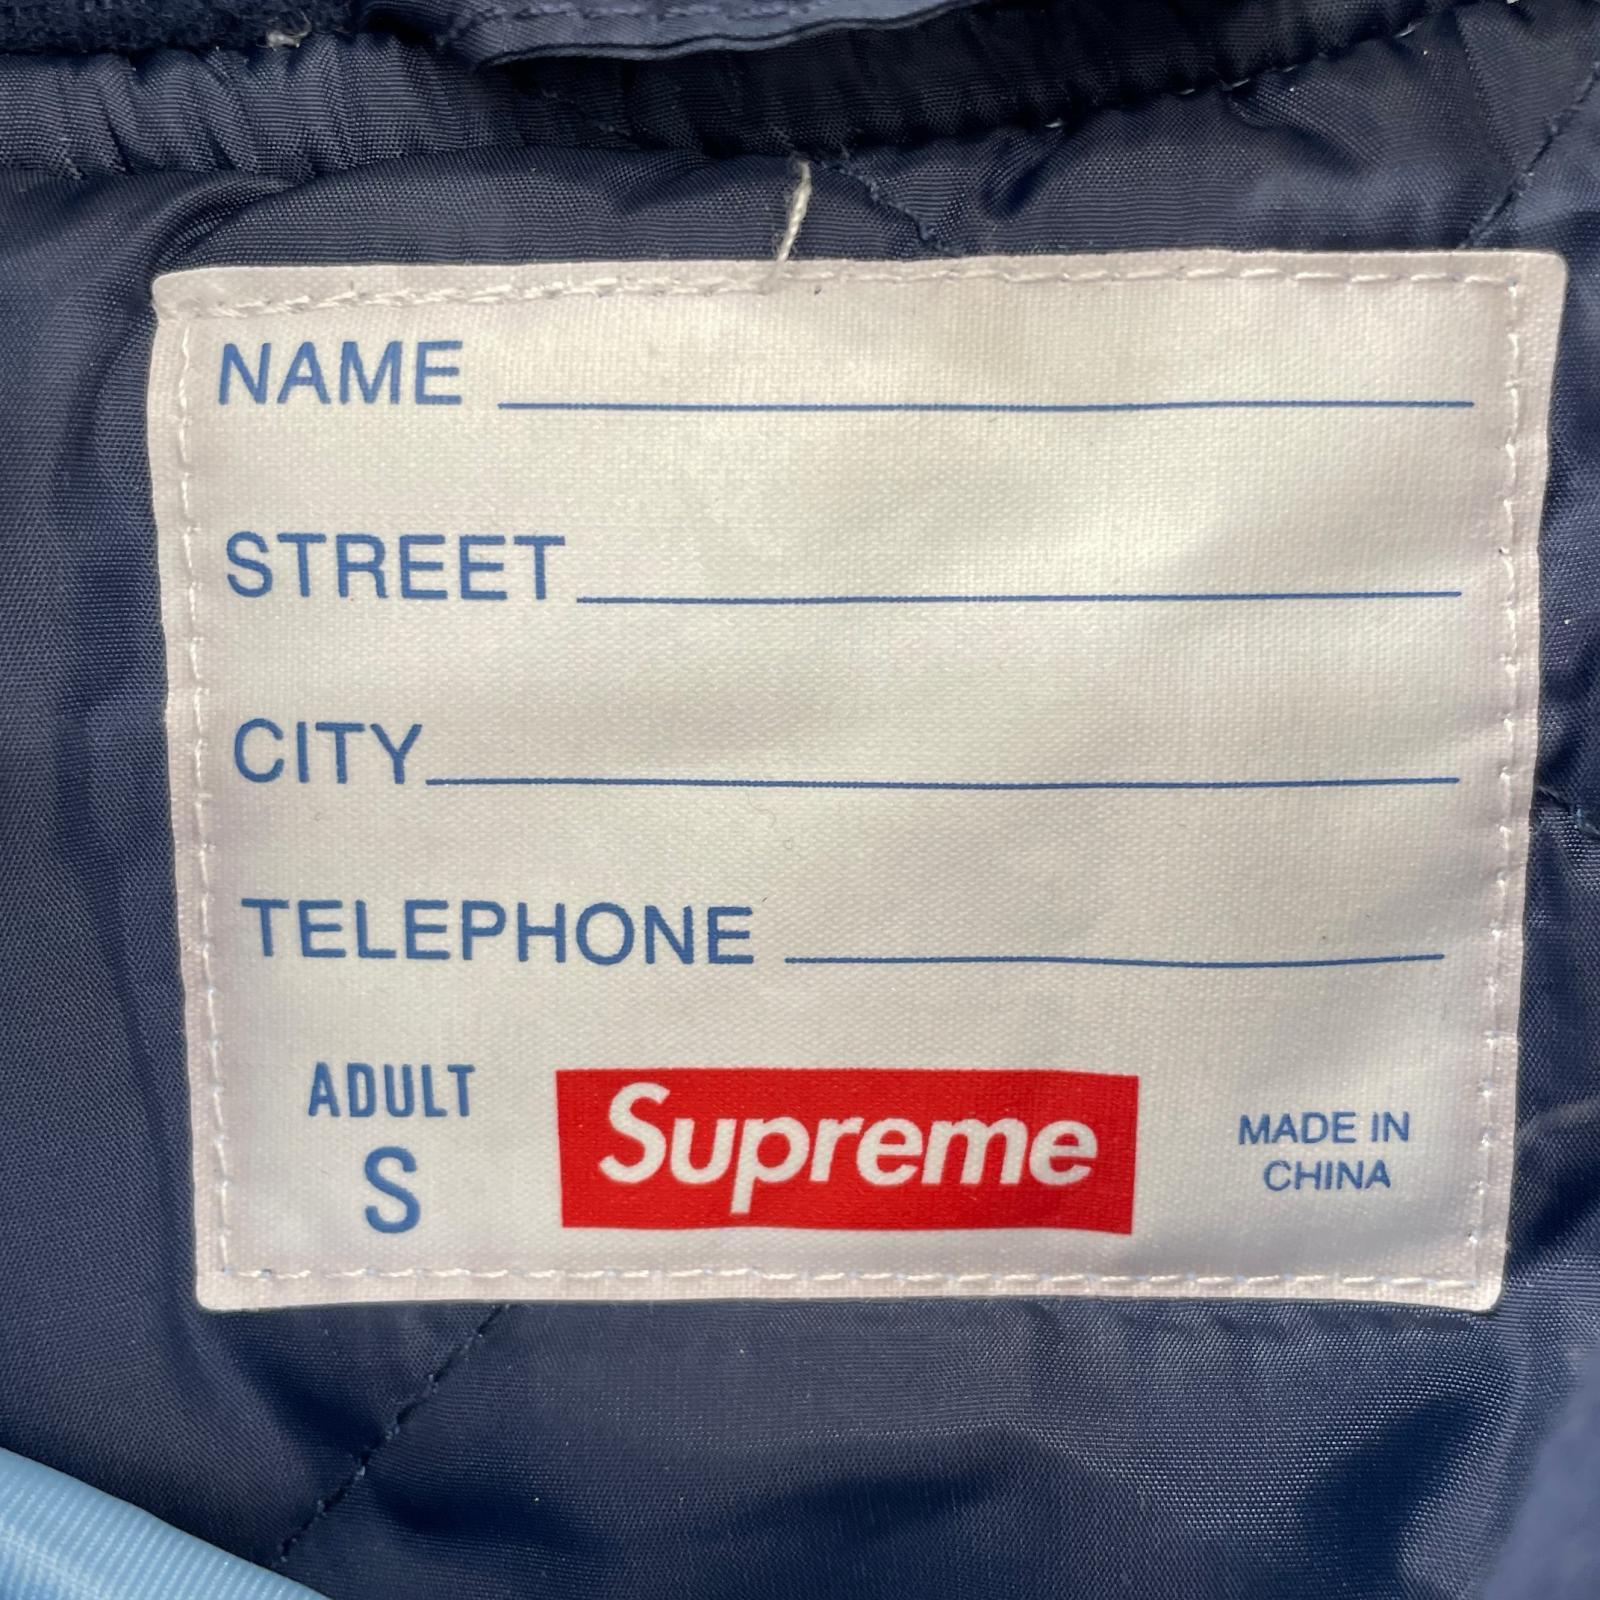 NAME
STREET
CITY
TELEPHONE
ADULT
S
Supreme
MADE IN
CHINA